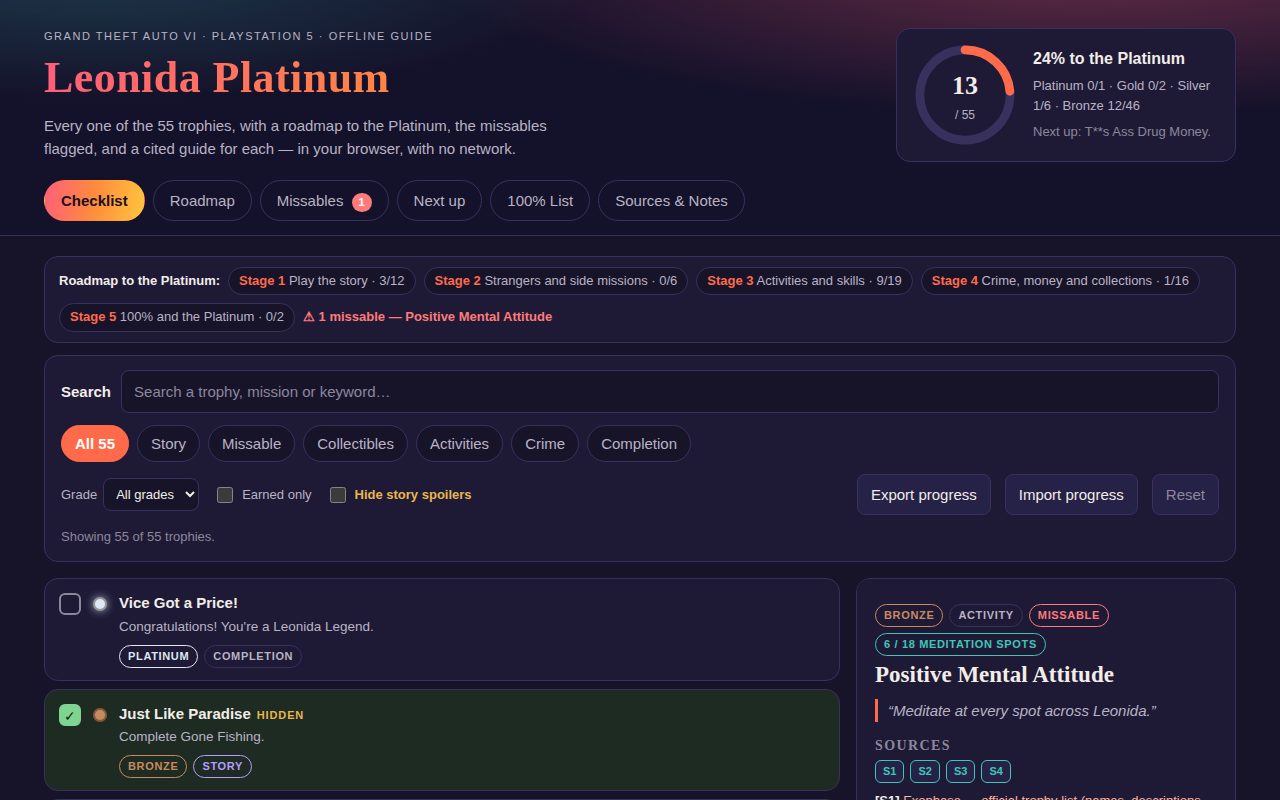 GRAND THEFT AUTO VI · PLAYSTATION 5 · OFFLINE GUIDE
Leonida Platinum
Every one of the 55 trophies, with a roadmap to the Platinum, the missables
flagged, and a cited guide for each — in your browser, with no network.
13
/ 55
24% to the Platinum
Platinum 0/1 · Gold 0/2 · Silver
1/6 · Bronze 12/46
Next up: T**s Ass Drug Money.
Checklist Roadmap Missables 1 Next up 100% List Sources & Notes
Roadmap to the Platinum: Stage 1 Play the story · 3/12 Stage 2 Strangers and side missions · 0/6 Stage 3 Activities and skills · 9/19 Stage 4 Crime, money and collections · 1/16
Stage 5 100% and the Platinum · 0/2 ⚠ 1 missable — Positive Mental Attitude
Search Search a trophy, mission or keyword…
All 55 Story Missable Collectibles Activities Crime Completion
Grade All grades Earned only Hide story spoilers Export progress Import progress Reset
Showing 55 of 55 trophies.
Vice Got a Price!
Congratulations! You're a Leonida Legend.
PLATINUM COMPLETION
Just Like Paradise HIDDEN
Complete Gone Fishing.
BRONZE STORY
BRONZE ACTIVITY MISSABLE
6 / 18 MEDITATION SPOTS
Positive Mental Attitude
“Meditate at every spot across Leonida.”
SOURCES
S1 S2 S3 S4
[S1] Exophase — official trophy list (names, descriptions,